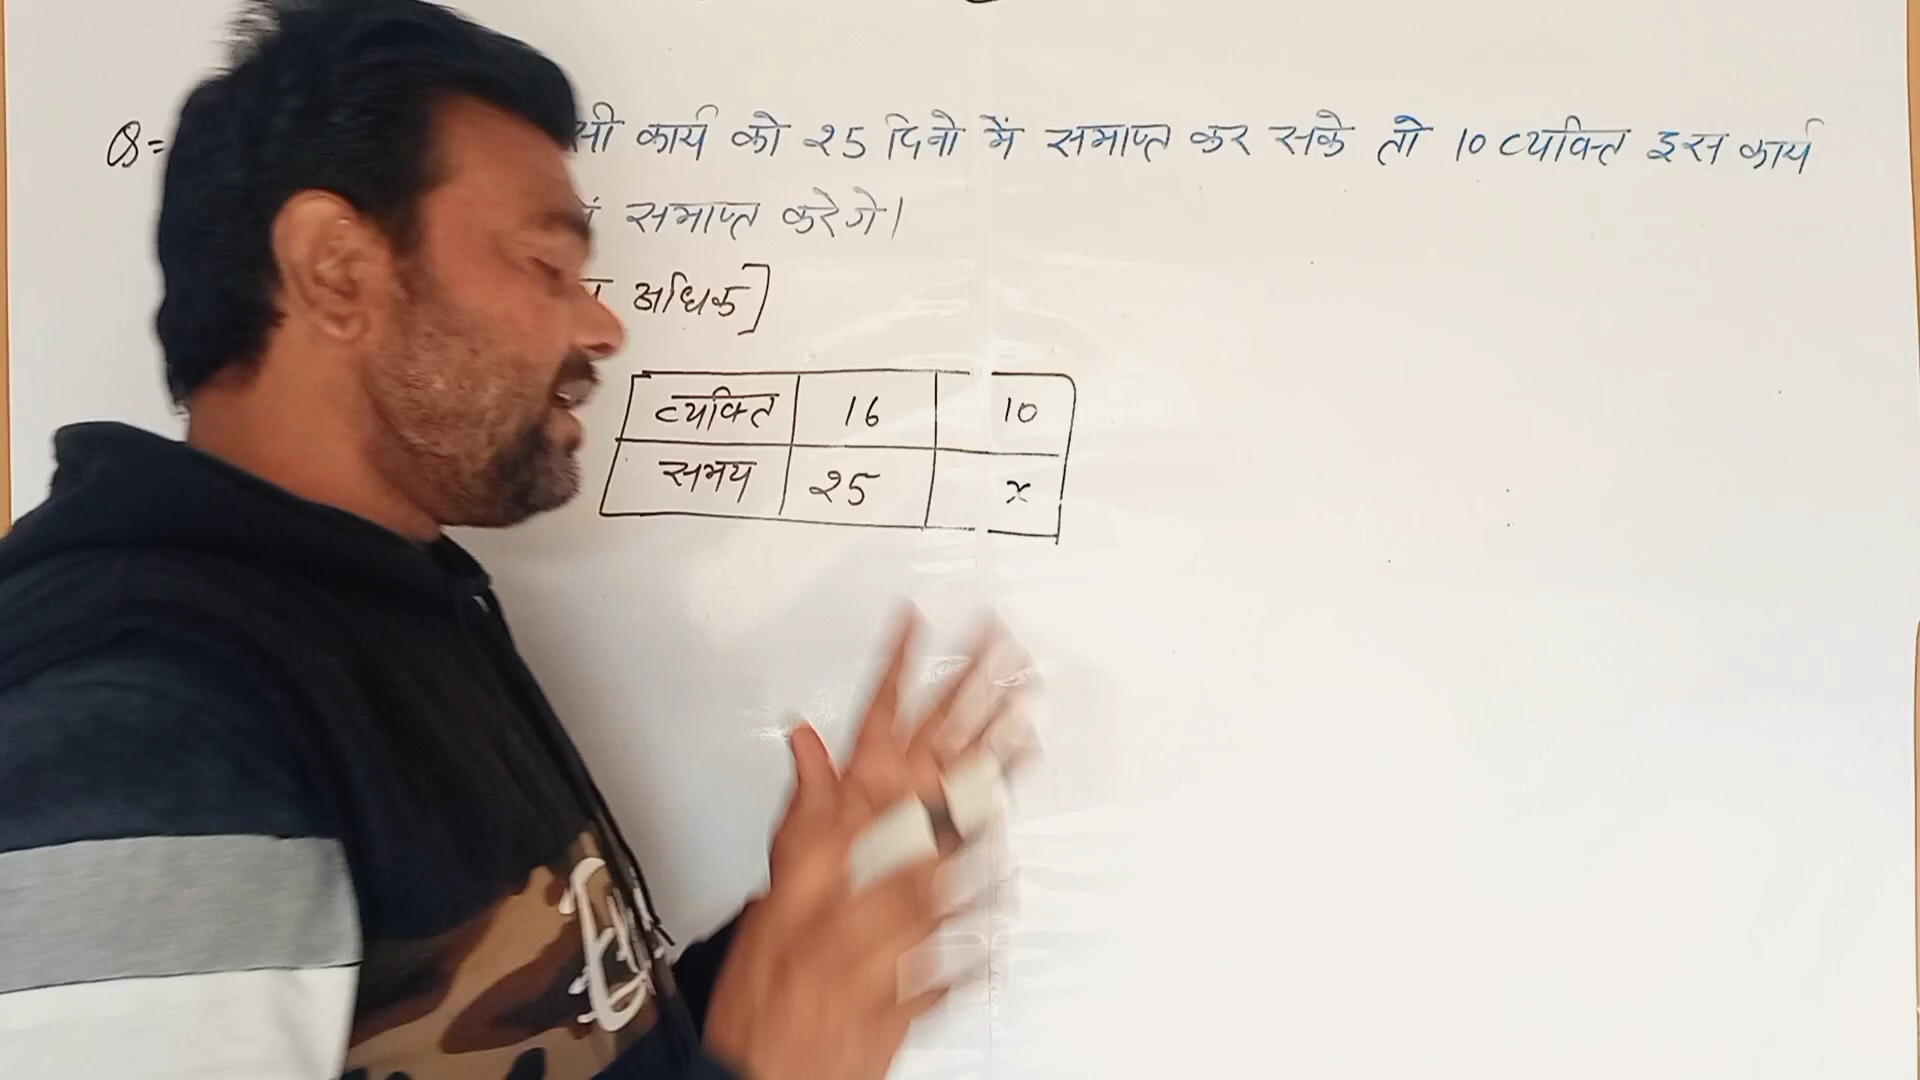 Q= सी कार्य को 25 दिनो में समाप्त कर सके तो 10 व्यक्ति इस कार्य
समाप्त करेगे।
अधिक]
व्यक्ति 16 10
समय 25 x